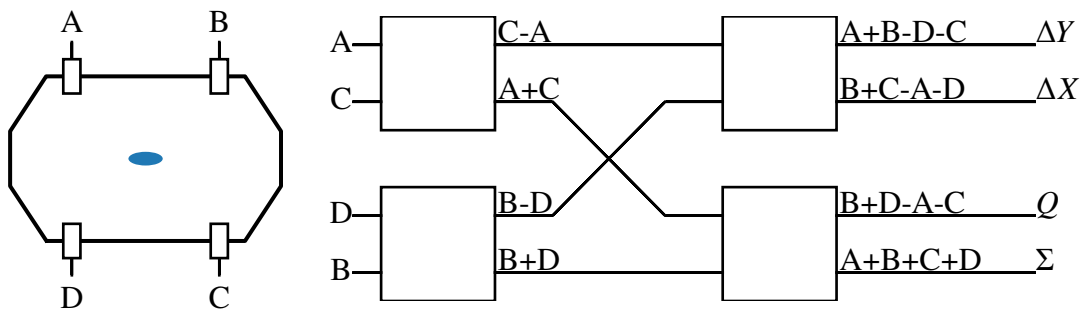 A B
D C
A C-A A+B-D-C ΔY
C A+C B+C-A-D ΔX
D B-D B+D-A-C Q
B B+D A+B+C+D Σ